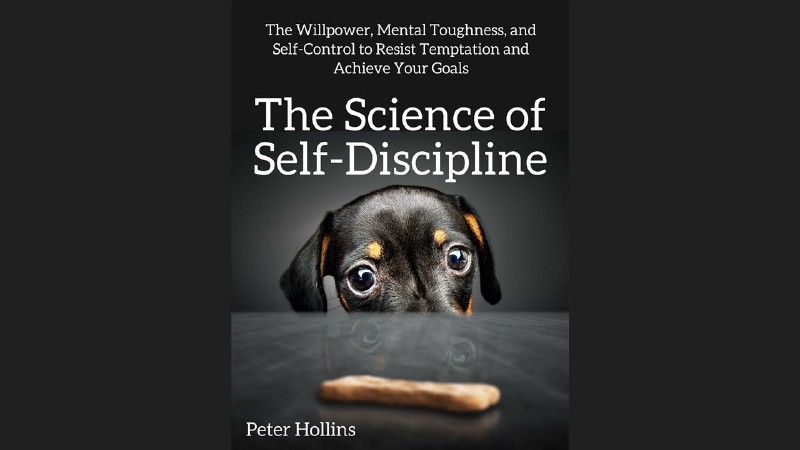 The Willpower, Mental Toughness, and
Self-Control to Resist Temptation and
Achieve Your Goals
The Science of
Self-Discipline
Peter Hollins